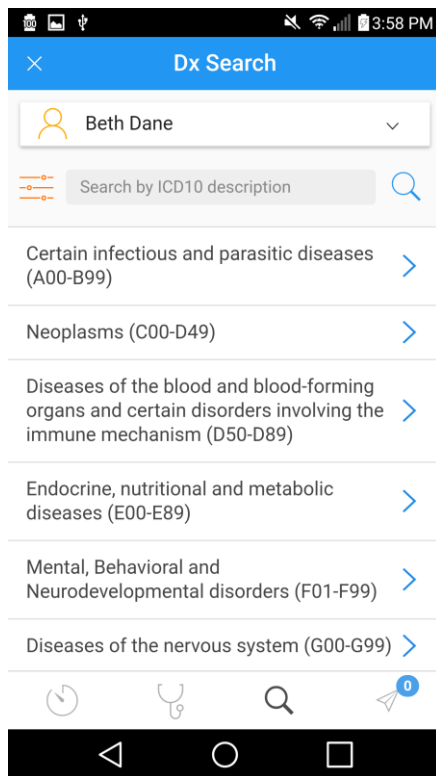 100
3:58 PM
Dx Search
Beth Dane
Search by ICD10 description
Certain infectious and parasitic diseases
(A00-B99)
Neoplasms (C00-D49)
Diseases of the blood and blood-forming
organs and certain disorders involving the
immune mechanism (D50-D89)
Endocrine, nutritional and metabolic
diseases (E00-E89)
Mental, Behavioral and
Neurodevelopmental disorders (F01-F99)
Diseases of the nervous system (G00-G99)
0